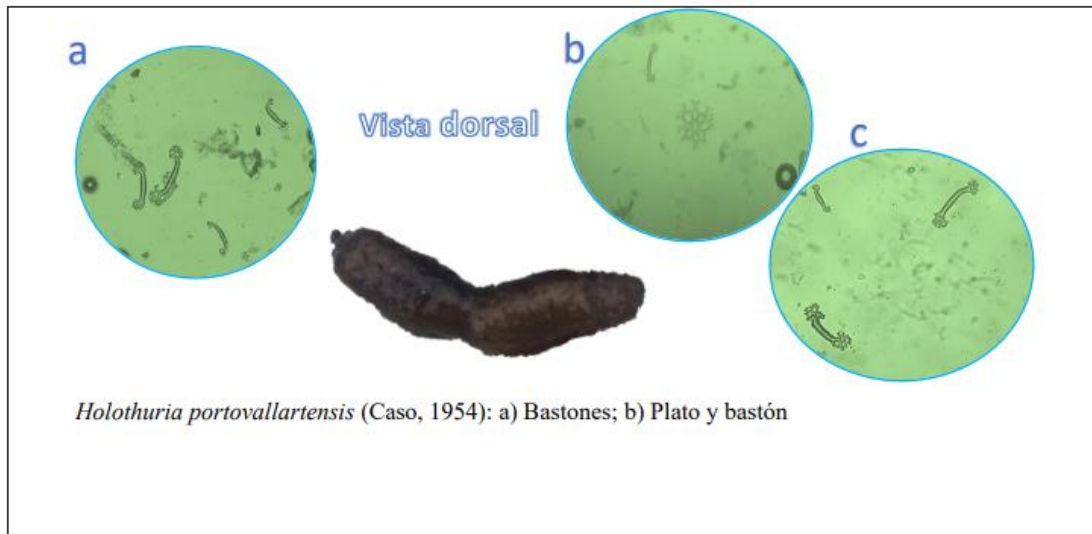 a
b
Vista dorsal
c
Holothuria portovallartensis (Caso, 1954): a) Bastones; b) Plato y bastón